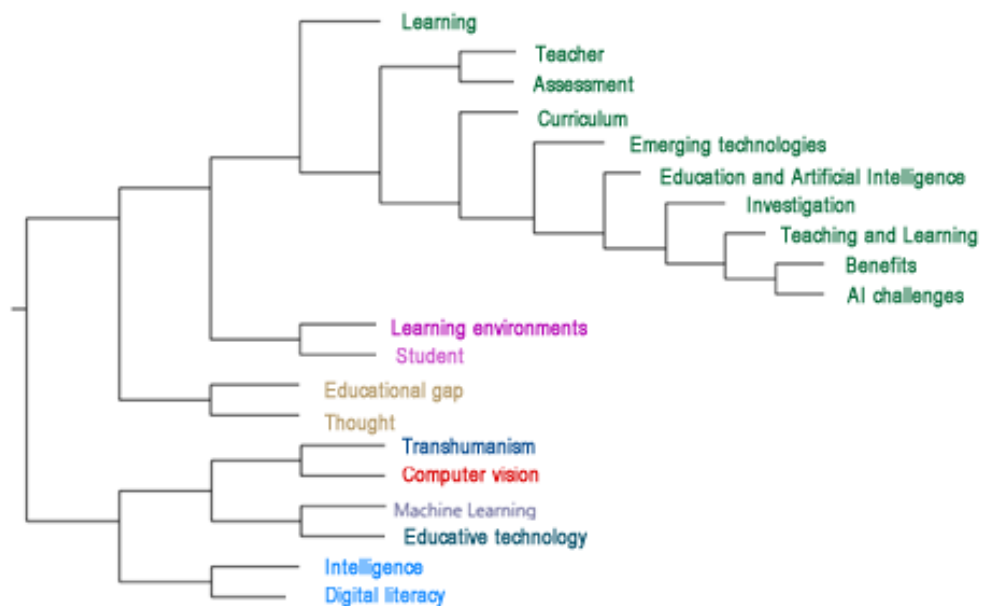 Learning
Teacher
Assessment
Curriculum
Emerging technologies
Education and Artificial Intelligence
Investigation
Teaching and Learning
Benefits
AI challenges
Learning environments
Student
Educational gap
Thought
Transhumanism
Computer vision
Machine Learning
Educative technology
Intelligence
Digital literacy